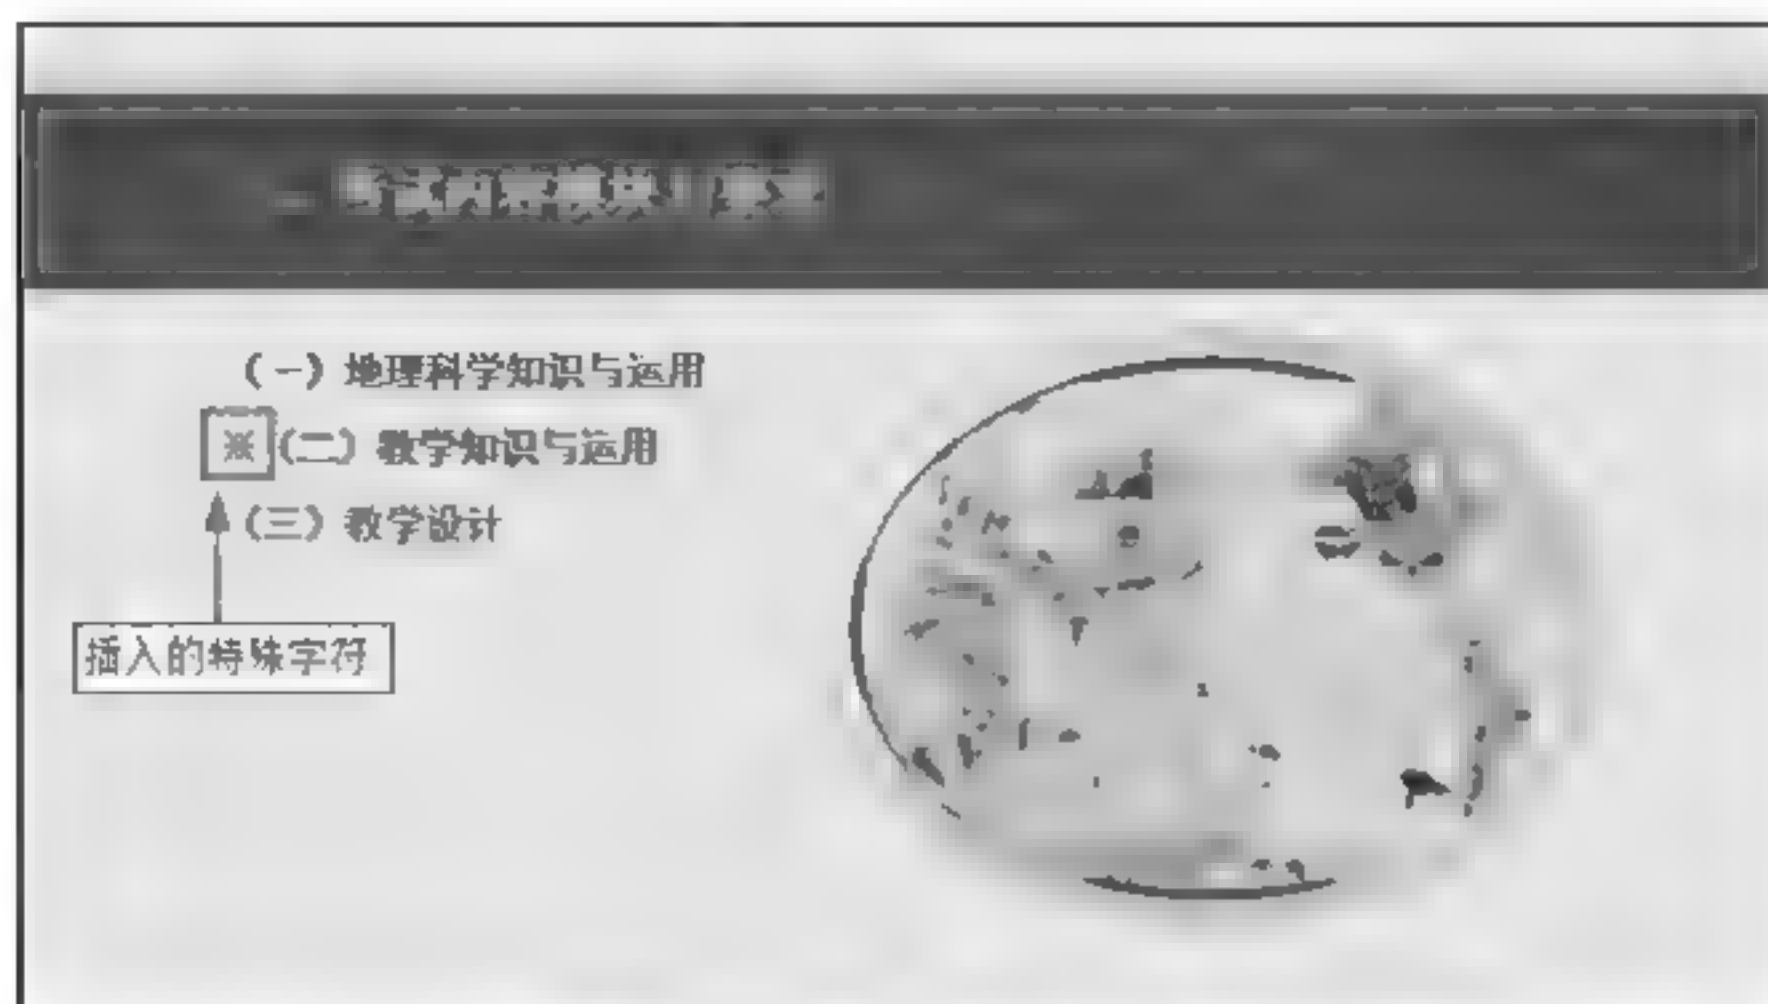 （一）地理科学知识与运用
※（二）教学知识与运用
（三）教学设计
插入的特殊字符